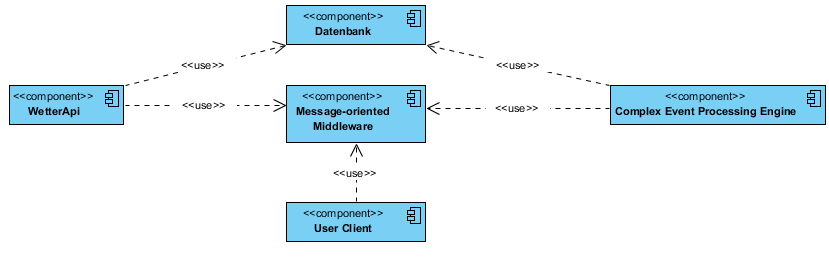 <<component>>
Datenbank
<<use>>
<<use>>
<<component>>
WetterApi
<<component>>
Message-oriented
Middleware
<<component>>
Complex Event Processing Engine
<<use>>
<<use>>
<<use>>
<<component>>
User Client